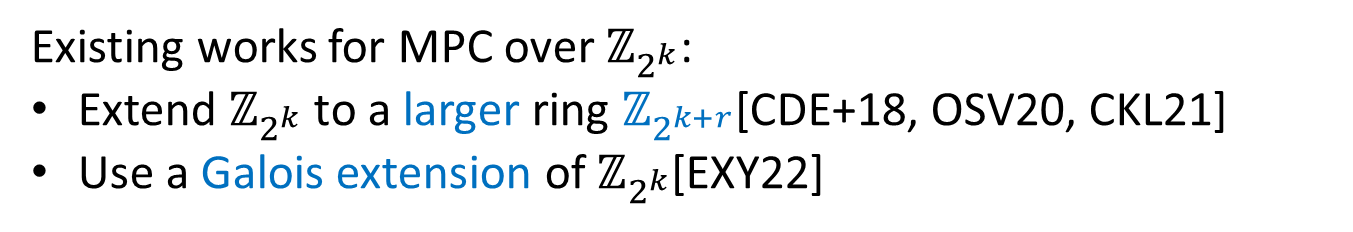 Existing works for MPC over ℤ_{2^k}:
• Extend ℤ_{2^k} to a larger ring ℤ_{2^{k+r}}[CDE+18, OSV20, CKL21]
• Use a Galois extension of ℤ_{2^k}[EXY22]